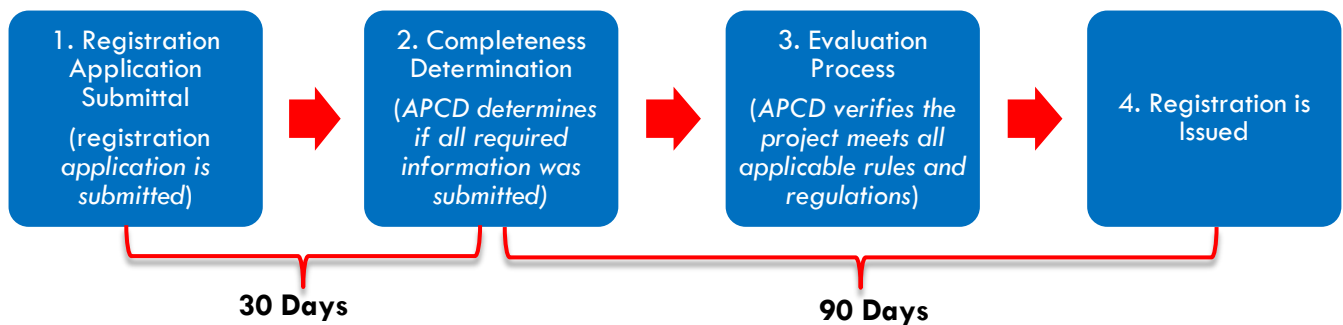 1. Registration
Application
Submittal
(registration
application is
submitted)
2. Completeness
Determination
(APCD determines
if all required
information was
submitted)
3. Evaluation
Process
(APCD verifies the
project meets all
applicable rules and
regulations)
4. Registration is
Issued
30 Days
90 Days